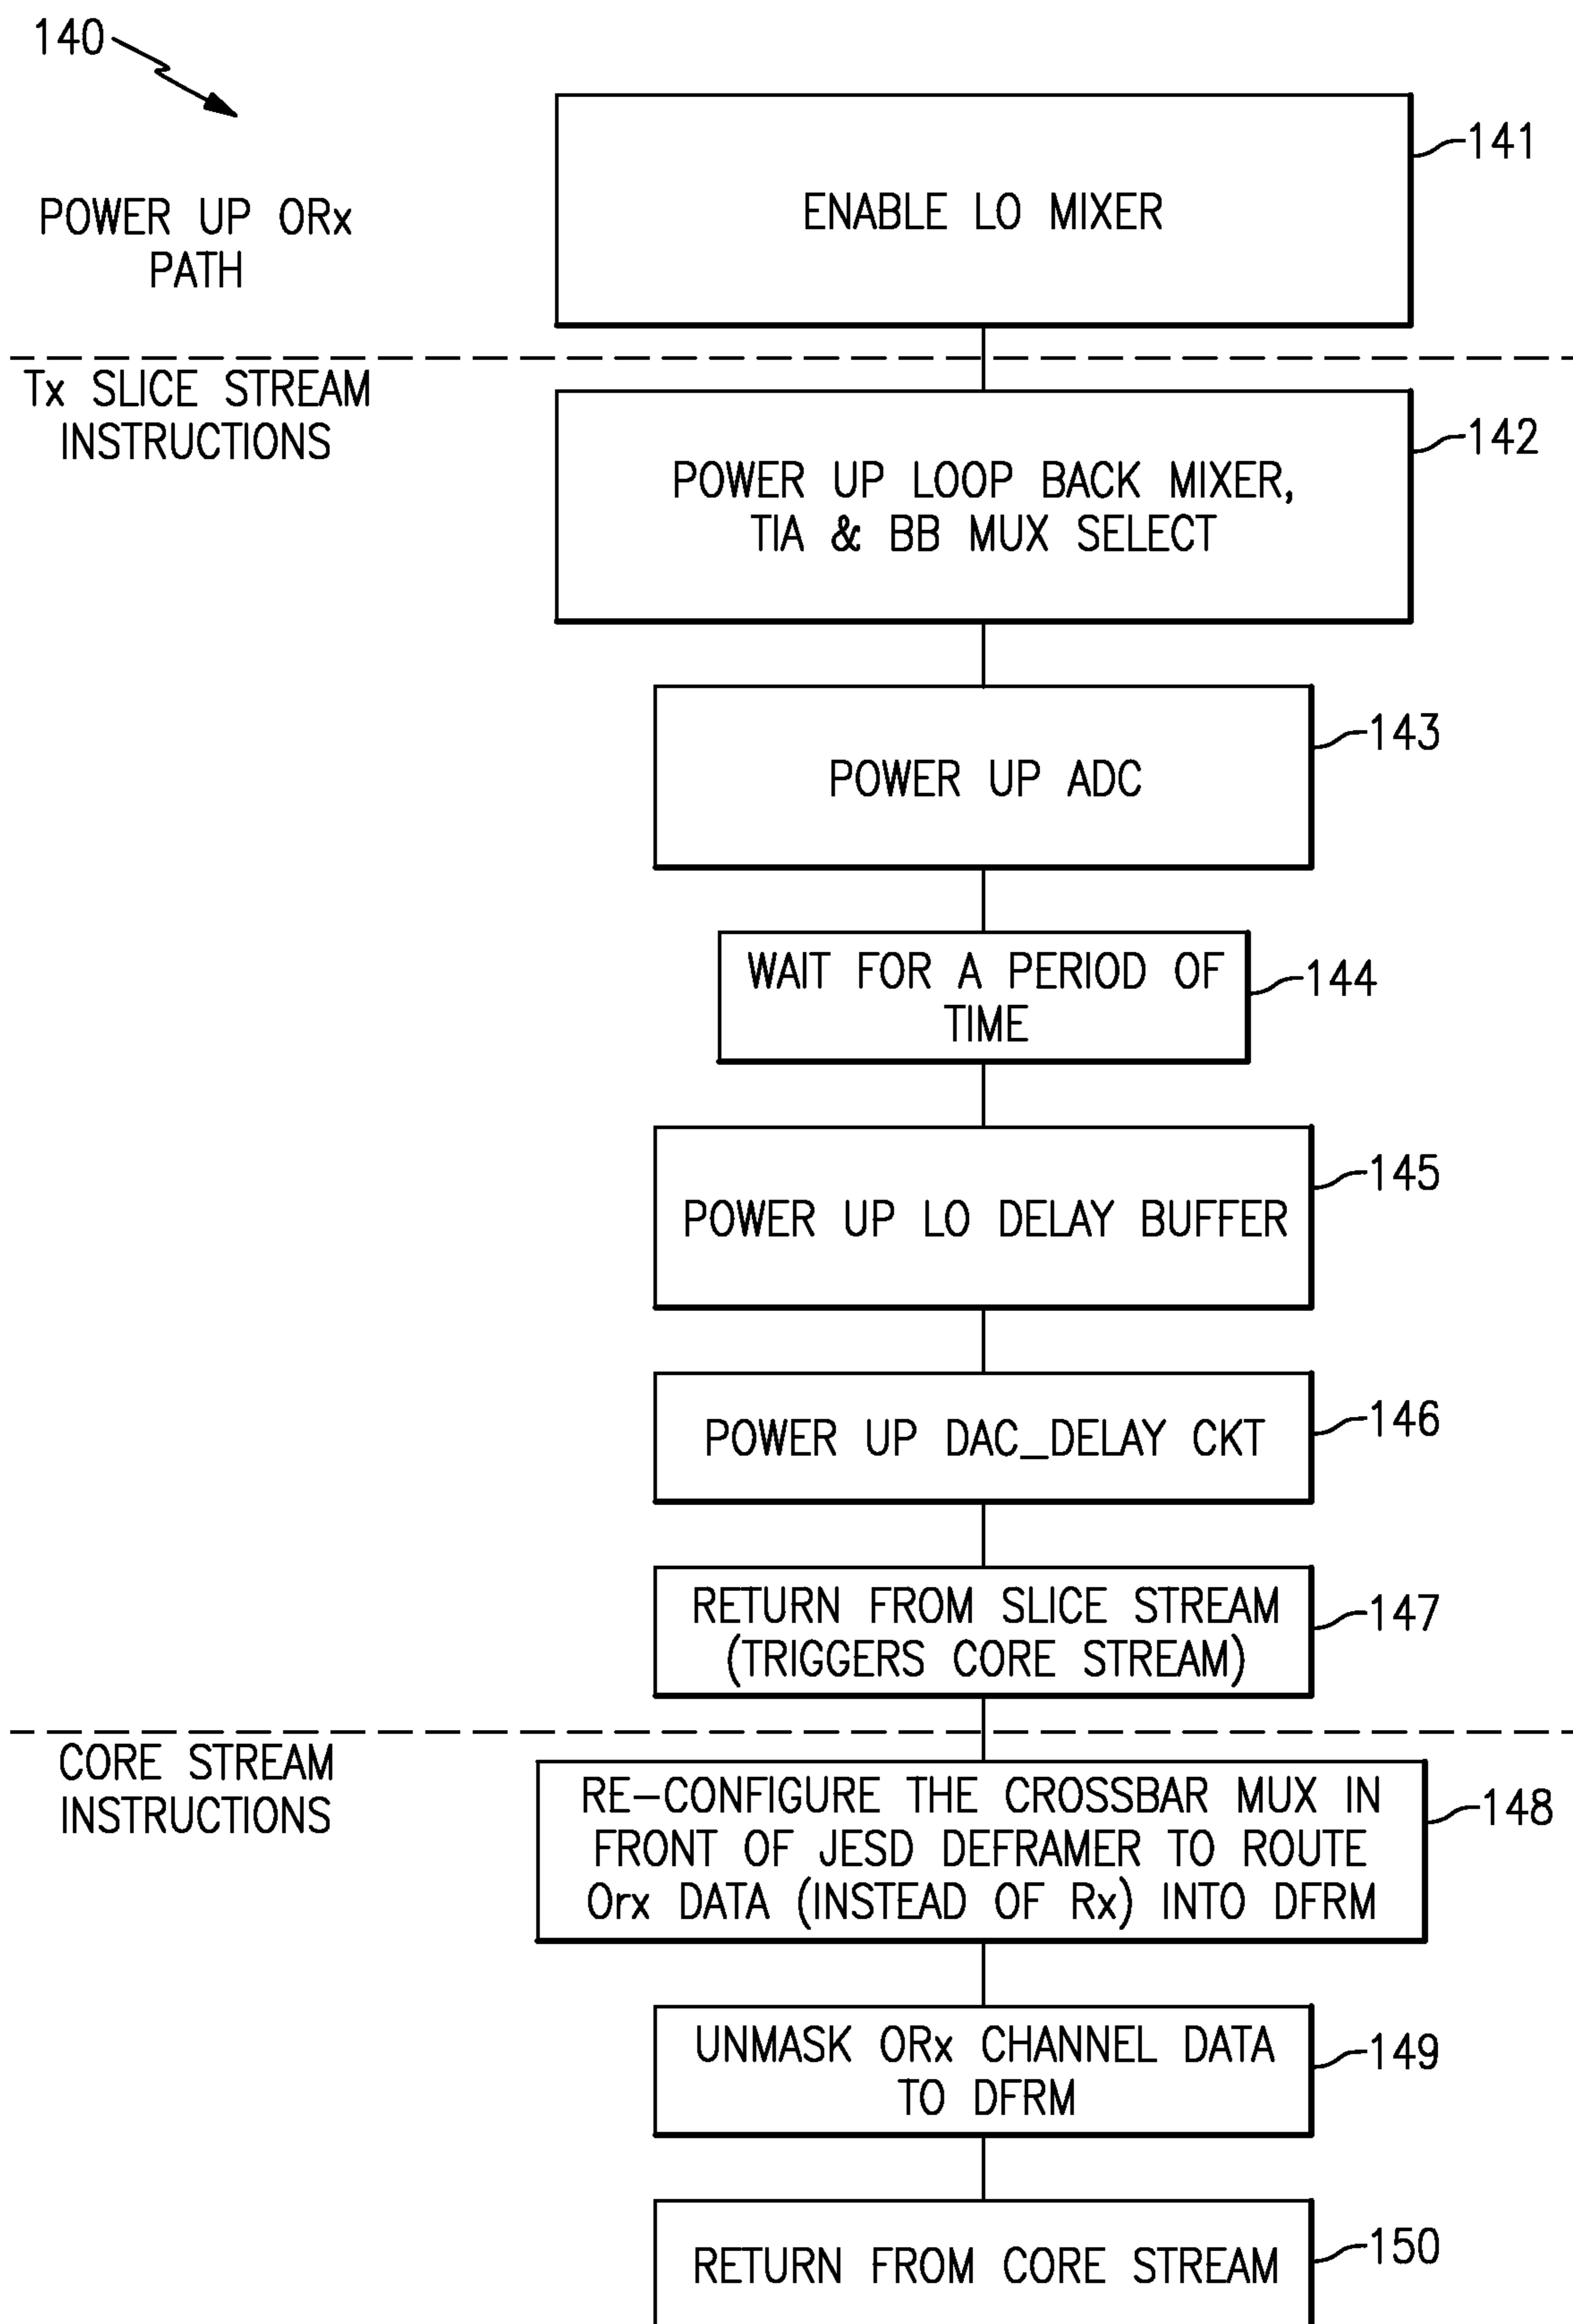 140
POWER UP ORx
PATH
ENABLE LO MIXER
141
Tx SLICE STREAM
INSTRUCTIONS
POWER UP LOOP BACK MIXER,
TIA & BB MUX SELECT
142
POWER UP ADC
143
WAIT FOR A PERIOD OF
TIME
144
POWER UP LO DELAY BUFFER
145
POWER UP DAC_DELAY CKT
146
RETURN FROM SLICE STREAM
(TRIGGERS CORE STREAM)
147
CORE STREAM
INSTRUCTIONS
RE-CONFIGURE THE CROSSBAR MUX IN
FRONT OF JESD DEFRAMER TO ROUTE
Orx DATA (INSTEAD OF Rx) INTO DFRM
148
UNMASK ORx CHANNEL DATA
TO DFRM
149
RETURN FROM CORE STREAM
150